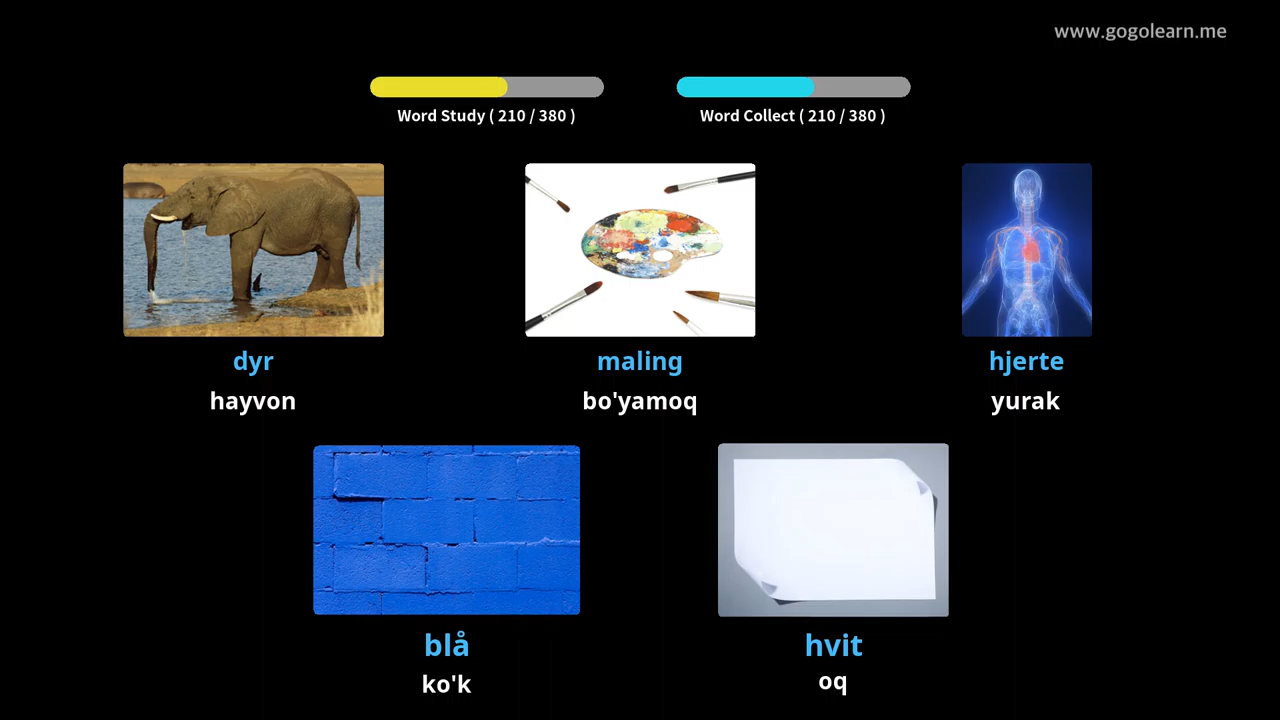 www.gogolearn.me
Word Study ( 210 / 380 )
Word Collect ( 210 / 380 )
dyr
maling
hjerte
hayvon
bo'yamoq
yurak
blå
hvit
ko'k
oq